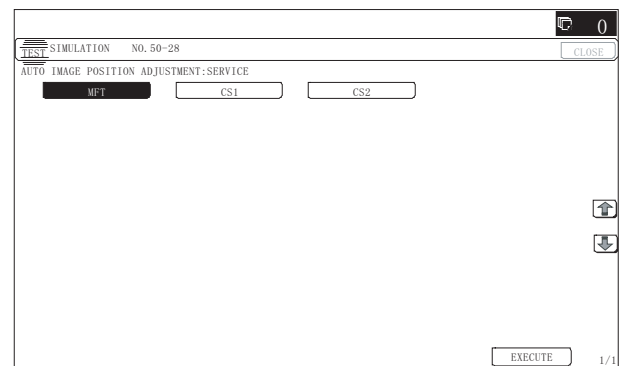 0
TEST SIMULATION NO. 50-28 CLOSE
AUTO IMAGE POSITION ADJUSTMENT:SERVICE
MFT CS1 CS2
EXECUTE 1/1